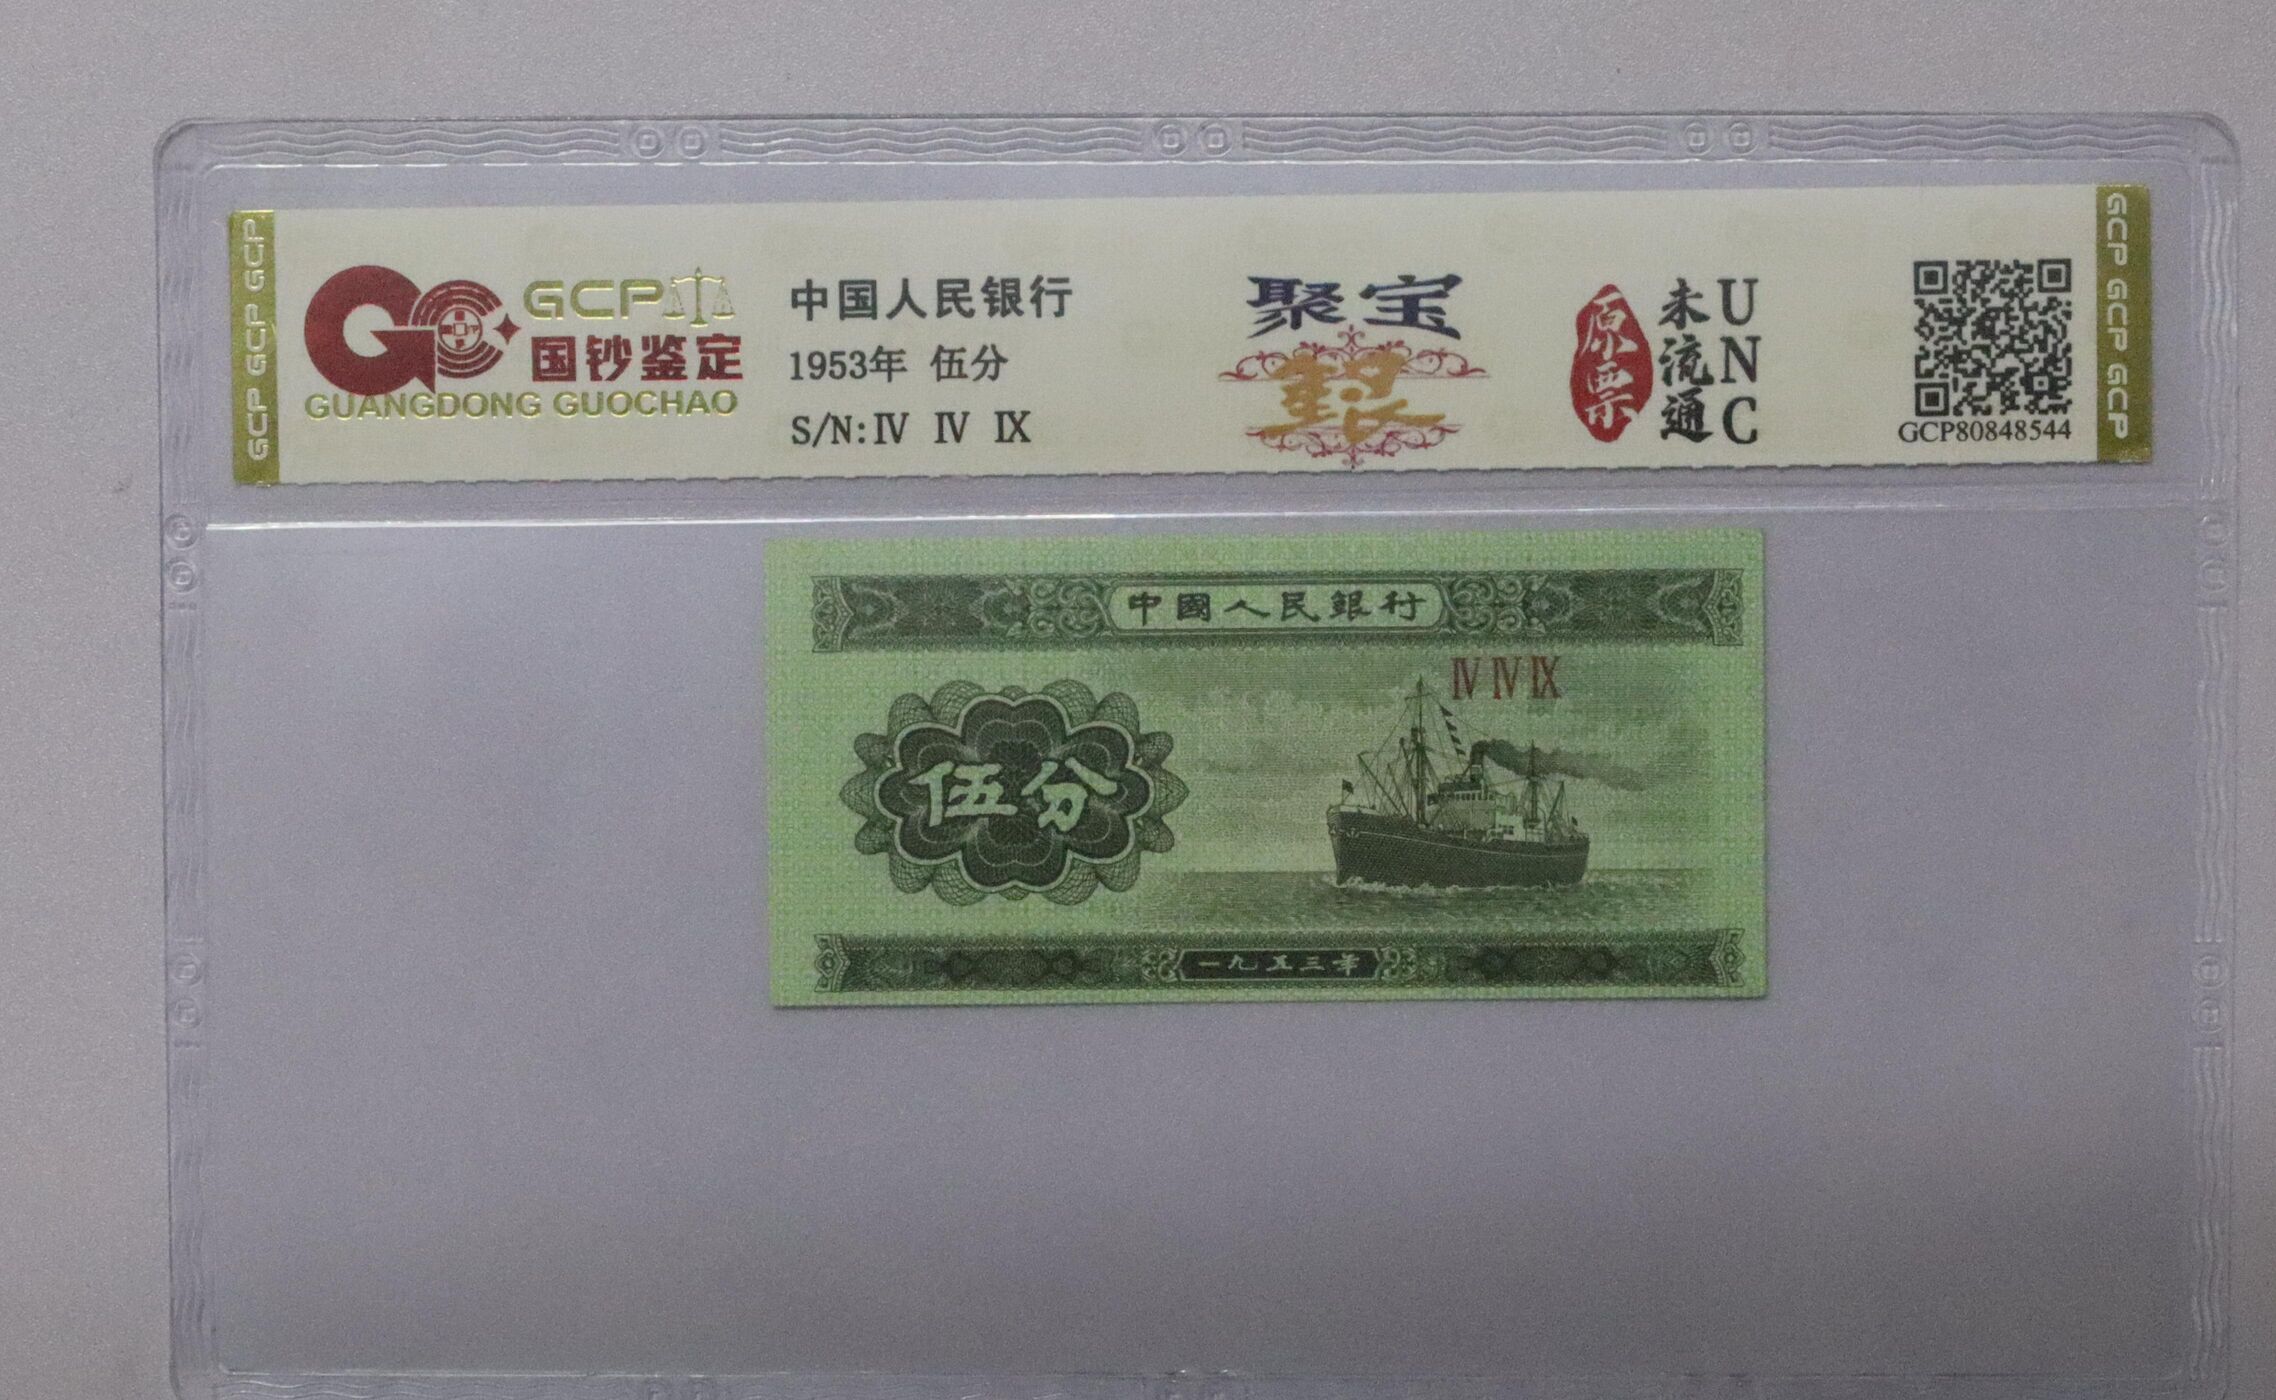 GCP GCP GCP
GCP
国钞鉴定
GUANGDONG GUOCHAO
中国人民银行
1953年 伍分
S/N: IV IV IX
聚宝
原票
未流通
UNC
GCP80848544
GCP GCP GCP
中國人民銀行
IV IV IX
伍分
一九五三年